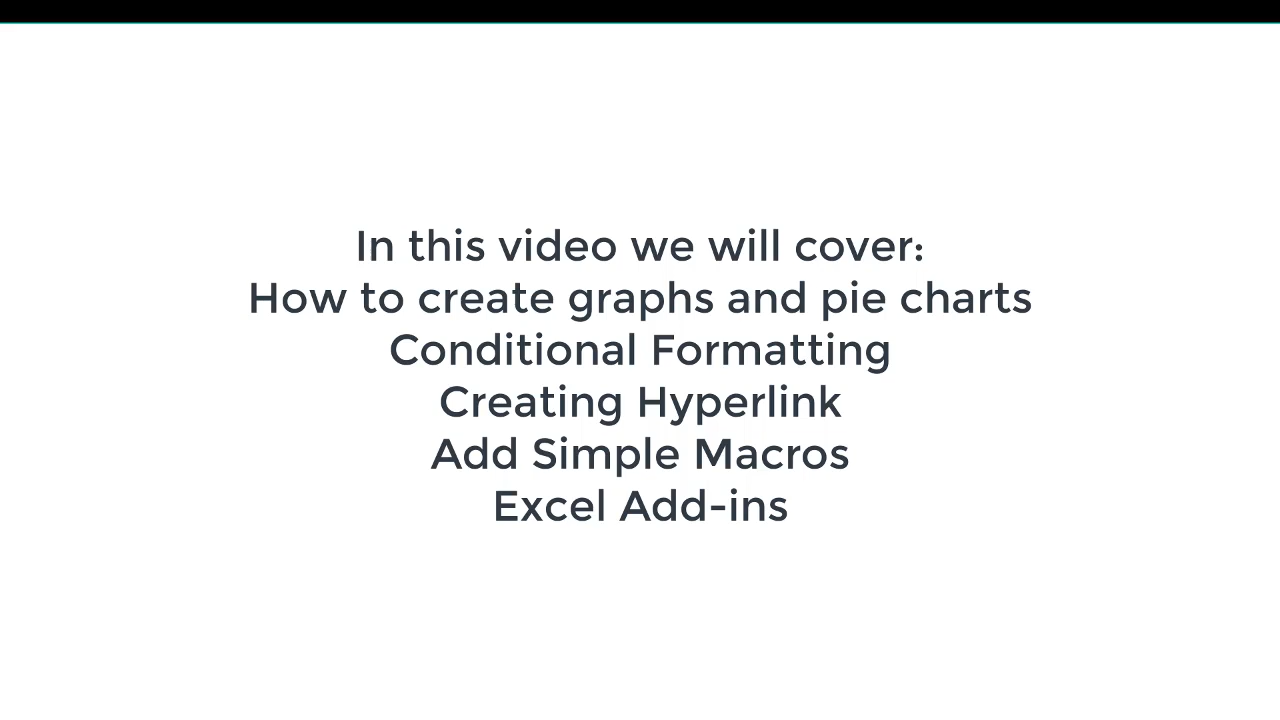 In this video we will cover:
How to create graphs and pie charts
Conditional Formatting
Creating Hyperlink
Add Simple Macros
Excel Add-ins